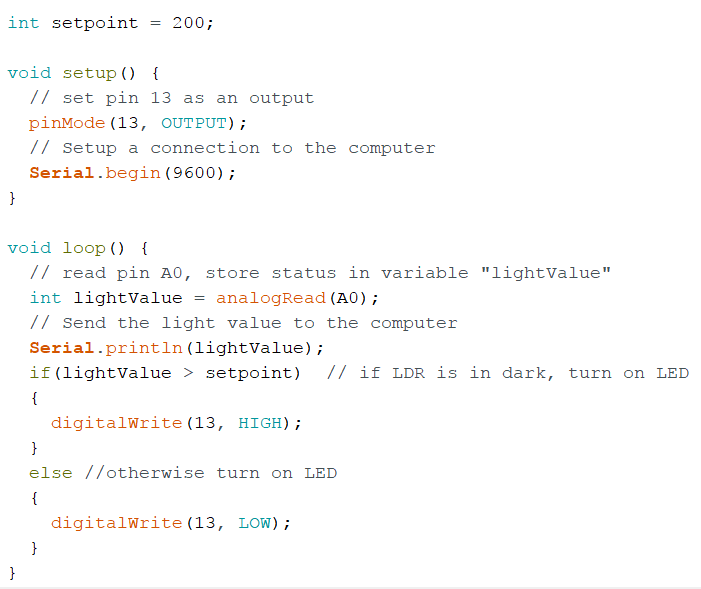 int setpoint = 200;
void setup() {
// set pin 13 as an output
pinMode(13, OUTPUT);
// Setup a connection to the computer
Serial.begin(9600);
}
void loop() {
// read pin A0, store status in variable "lightValue"
int lightValue = analogRead(A0);
// Send the light value to the computer
Serial.println(lightValue);
if(lightValue > setpoint)  // if LDR is in dark, turn on LED
{
digitalWrite(13, HIGH);
}
else //otherwise turn on LED
{
digitalWrite(13, LOW);
}
}